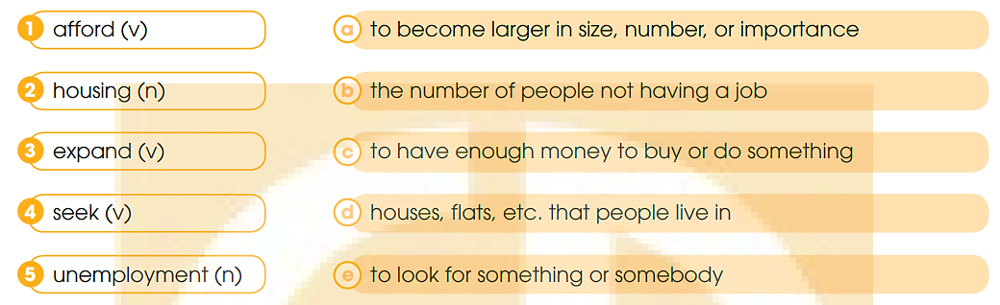 1 afford (v)
a to become larger in size, number, or importance
2 housing (n)
b the number of people not having a job
3 expand (v)
c to have enough money to buy or do something
4 seek (v)
d houses, flats, etc. that people live in
5 unemployment (n)
e to look for something or somebody